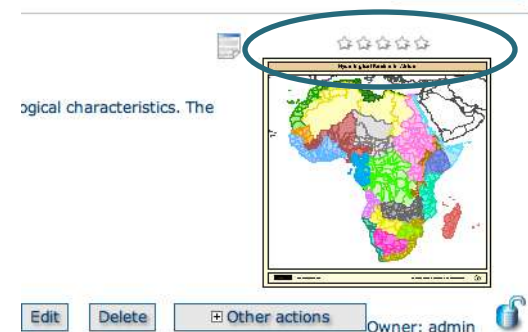 ogical characteristics. The
Edit
Delete
Other actions
Owner: admin